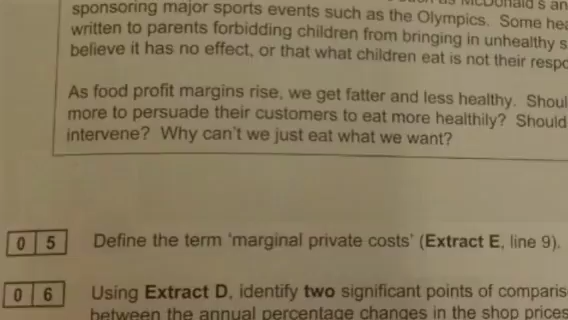 sponsoring major sports events such as the Olympics. Some
written to parents forbidding children from bringing in unhealthy
believe it has no effect, or that what children eat is not their
As food profit margins rise, we get fatter and less healthy.
more to persuade their customers to eat more healthily? Should
intervene? Why can't we just eat what we want?
0 5 Define the term 'marginal private costs' (Extract E, line 9).
0 6 Using Extract D, identify two significant points of
between the annual percentage changes in the shop prices